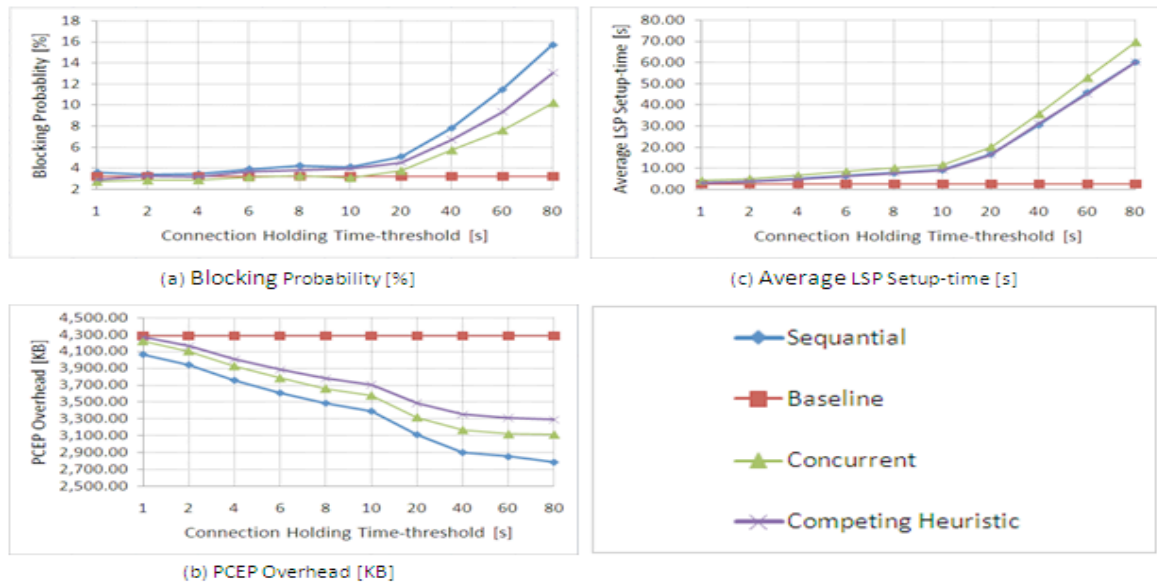 18
16
14
12
10
8
6
4
2
Blocking Probablity [%]
1 2 4 6 8 10 20 40 60 80
Connection Holding Time-threshold [s]
(a) Blocking Probability [%]
80.00
70.00
60.00
50.00
40.00
30.00
20.00
10.00
0.00
Average LSP Setup-time [s]
1 2 4 6 8 10 20 40 60 80
Connection Holding Time-threshold [s]
(c) Average LSP Setup-time [s]
4,500.00
4,300.00
4,100.00
3,900.00
3,700.00
3,500.00
3,300.00
3,100.00
2,900.00
2,700.00
2,500.00
PCEP Overhead [KB]
1 2 4 6 8 10 20 40 60 80
Connection Holding Time-threshold [s]
(b) PCEP Overhead [KB]
Sequantial
Baseline
Concurrent
Competing Heuristic